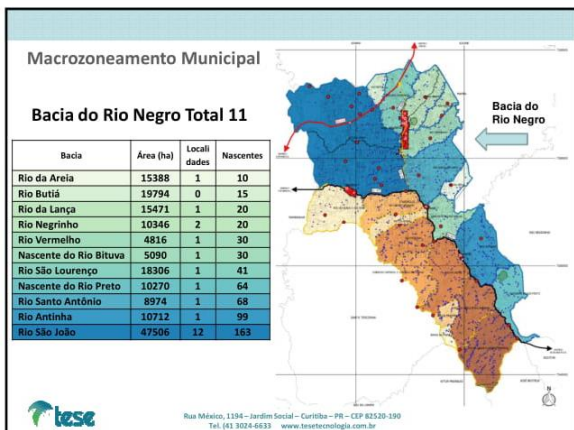 Macrozoneamento Municipal
Bacia do Rio Negro Total 11
Bacia Área (ha) Locali dades Nascentes
Rio da Areia 15388 1 10
Rio Butiá 19794 0 15
Rio da Lança 15471 1 20
Rio Negrinho 10346 2 20
Rio Vermelho 4816 1 30
Nascente do Rio Bituva 5090 1 30
Rio São Lourenço 18306 1 41
Nascente do Rio Preto 10270 1 64
Rio Santo Antônio 8974 1 68
Rio Antinha 10712 1 99
Rio São João 47506 12 163
Bacia do
Rio Negro
tese
Rua México, 1194 – Jardim Social – Curitiba – PR – CEP 82520-190
Tel. (41) 3024-6633 www.tesetecnologia.com.br